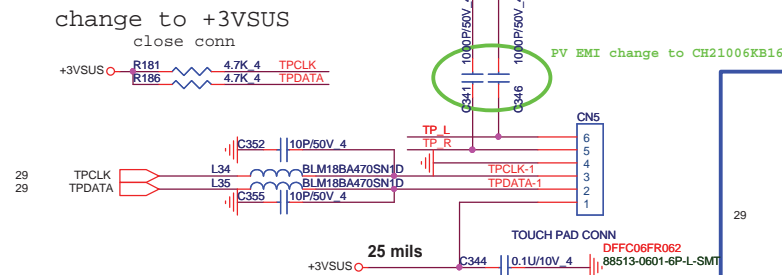 change to +3VSUS
close conn
1000P/50V_4
1000P/50V_4
PV EMI change to CH21006KB16
+3VSUS
R181 4.7K_4 TPCLK
R186 4.7K_4 TPDATA
C341
C346
CN5
C352 10P/50V_4
TP_L 6
TP_R 5
4
29 TPCLK L34 BLM18BA470SN1D TPCLK-1 3
29 TPDATA L35 BLM18BA470SN1D TPDATA-1 2
C355 10P/50V_4 1
29
TOUCH PAD CONN
25 mils
DFFC06FR062
+3VSUS C344 0.1U/10V_4 88513-0601-6P-L-SMT